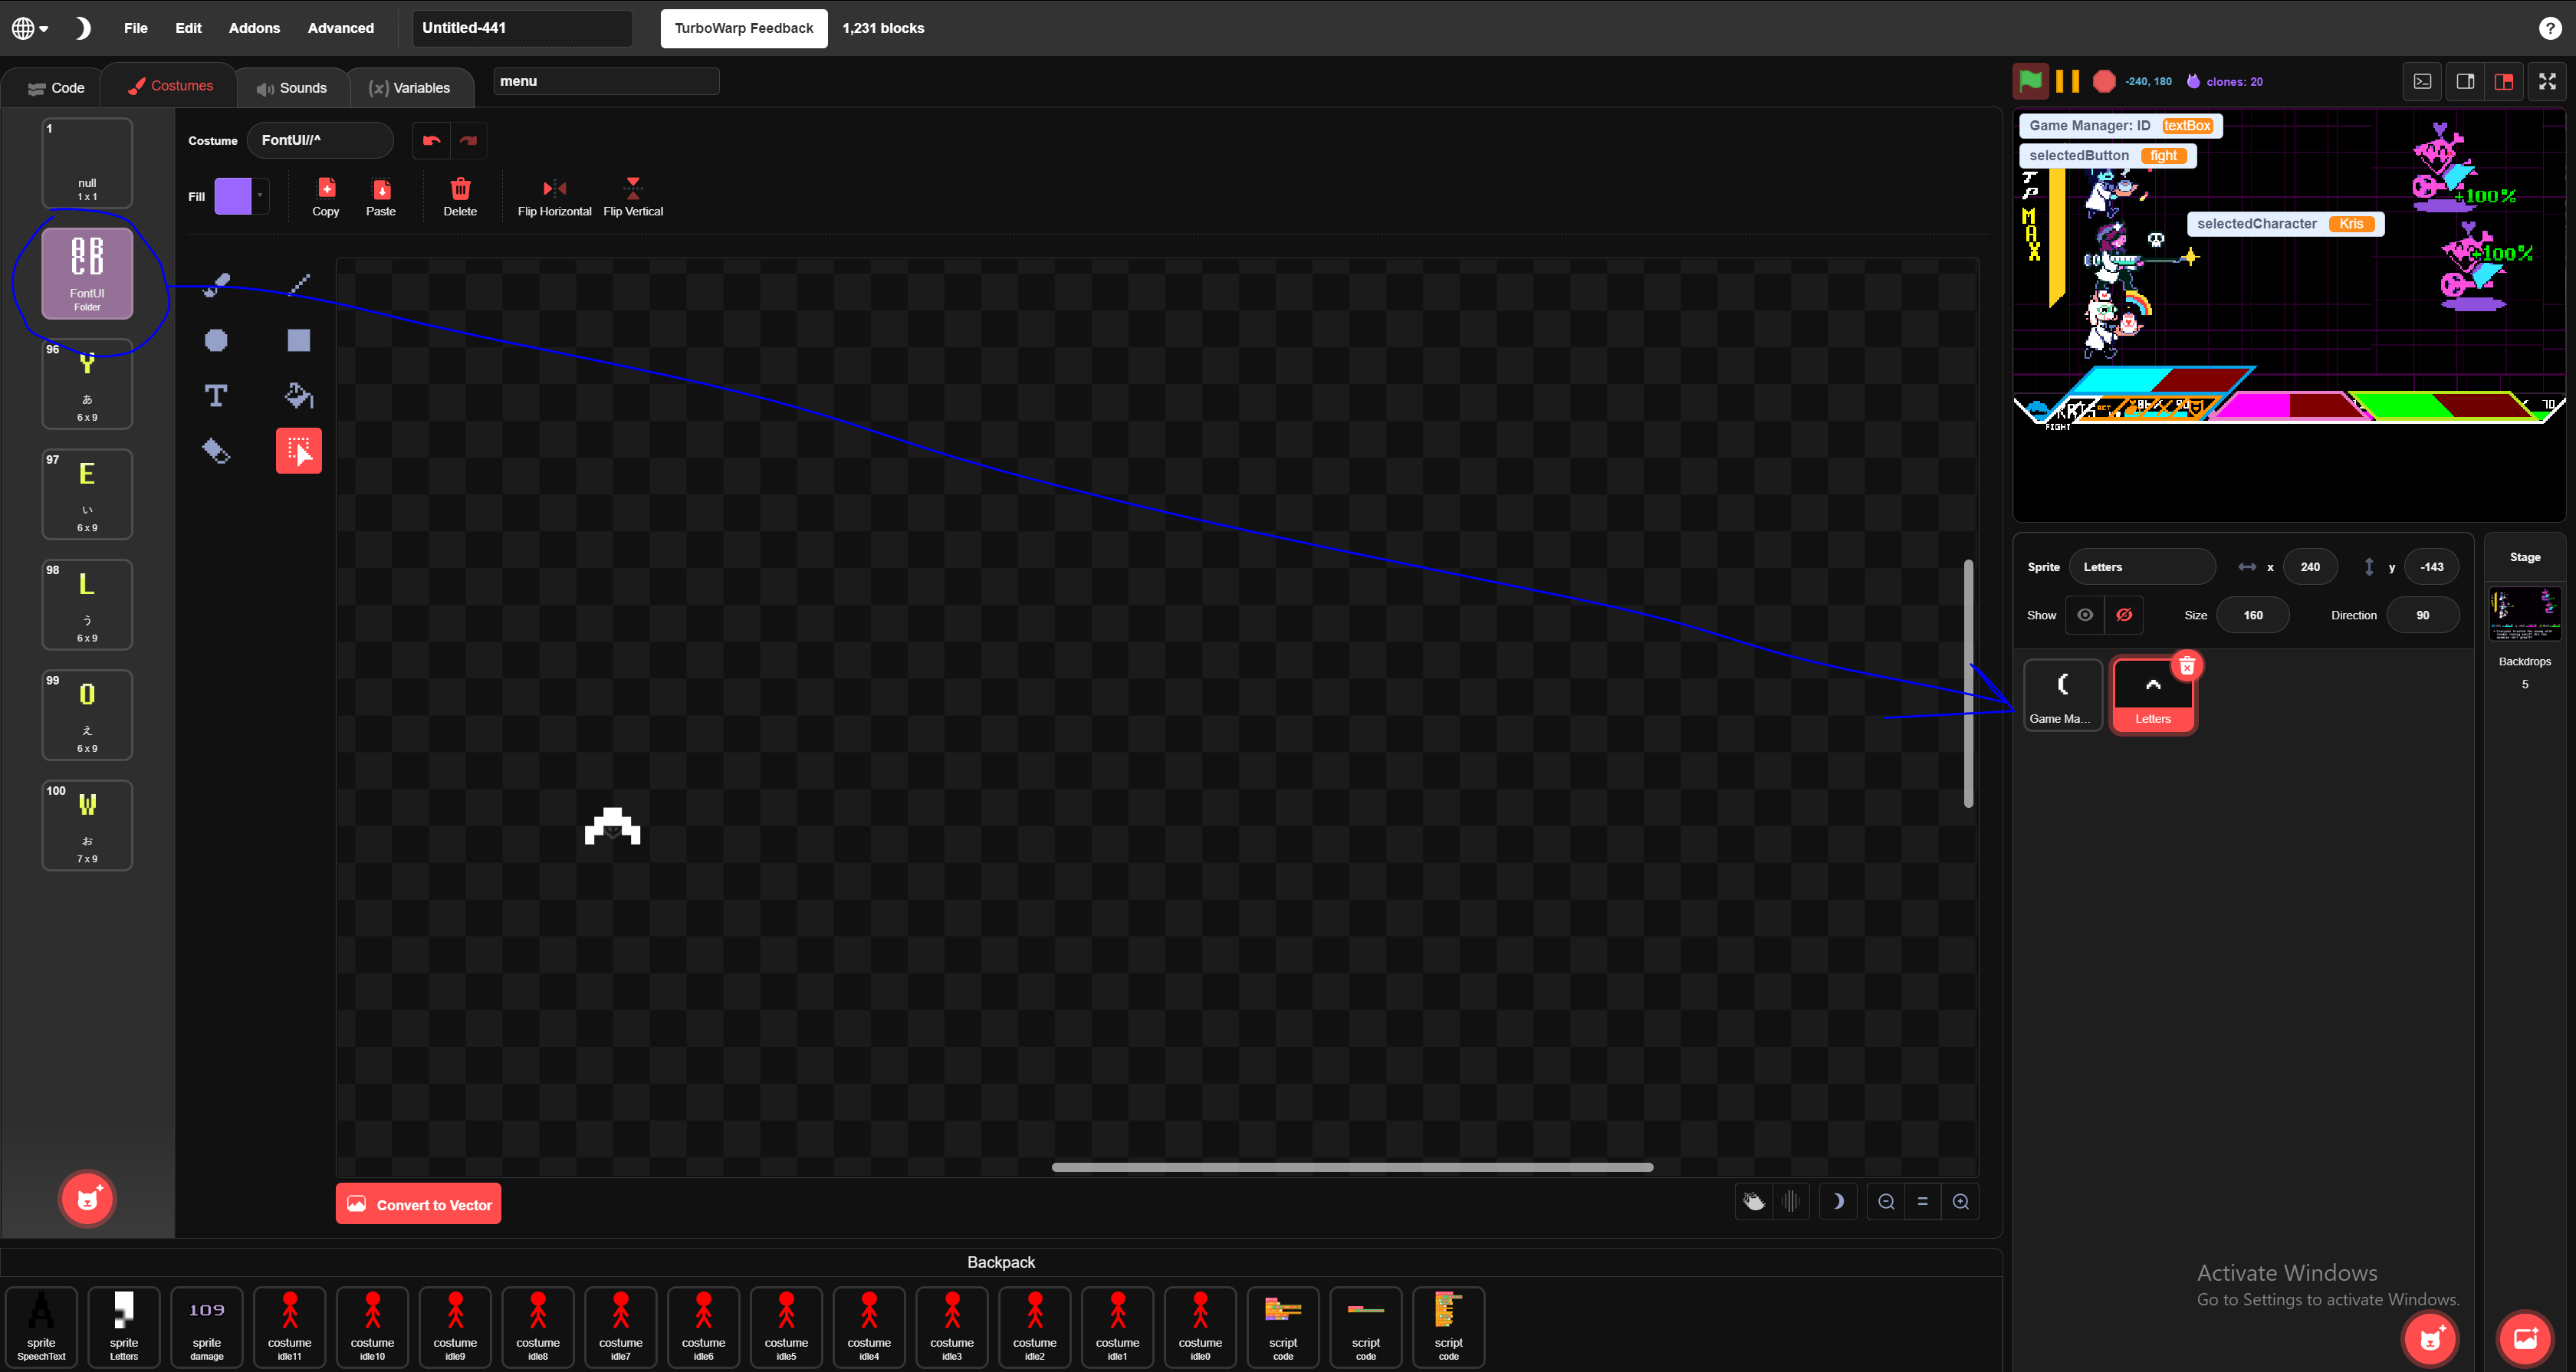 File Edit Addons Advanced Untitled-441 TurboWarp Feedback 1,231 blocks ?
Code Costumes Sounds Variables menu
-240, 180 clones: 20
1
null
1 x 1
Costume FontUI//^
Fill Copy Paste Delete Flip Horizontal Flip Vertical
AB
CD
FontUI
Folder
96
Y
あ
6 x 9
97
E
い
6 x 9
98
L
う
6 x 9
99
O
え
6 x 9
100
W
お
7 x 9
T
Convert to Vector
Game Manager: ID textBox
selectedButton fight
selectedCharacter Kris
TP
MAX
+100%
+100%
KRIS
ACT
70
FIGHT
Sprite Letters x 240 y -143
Show Size 160 Direction 90
Game Ma...
Letters
Stage
Backdrops
5
Backpack
sprite
SpeechText
sprite
Letters
109
sprite
damage
costume
idle11
costume
idle10
costume
idle9
costume
idle8
costume
idle7
costume
idle6
costume
idle5
costume
idle4
costume
idle3
costume
idle2
costume
idle1
costume
idle0
script
code
script
code
script
code
Activate Windows
Go to Settings to activate Windows.